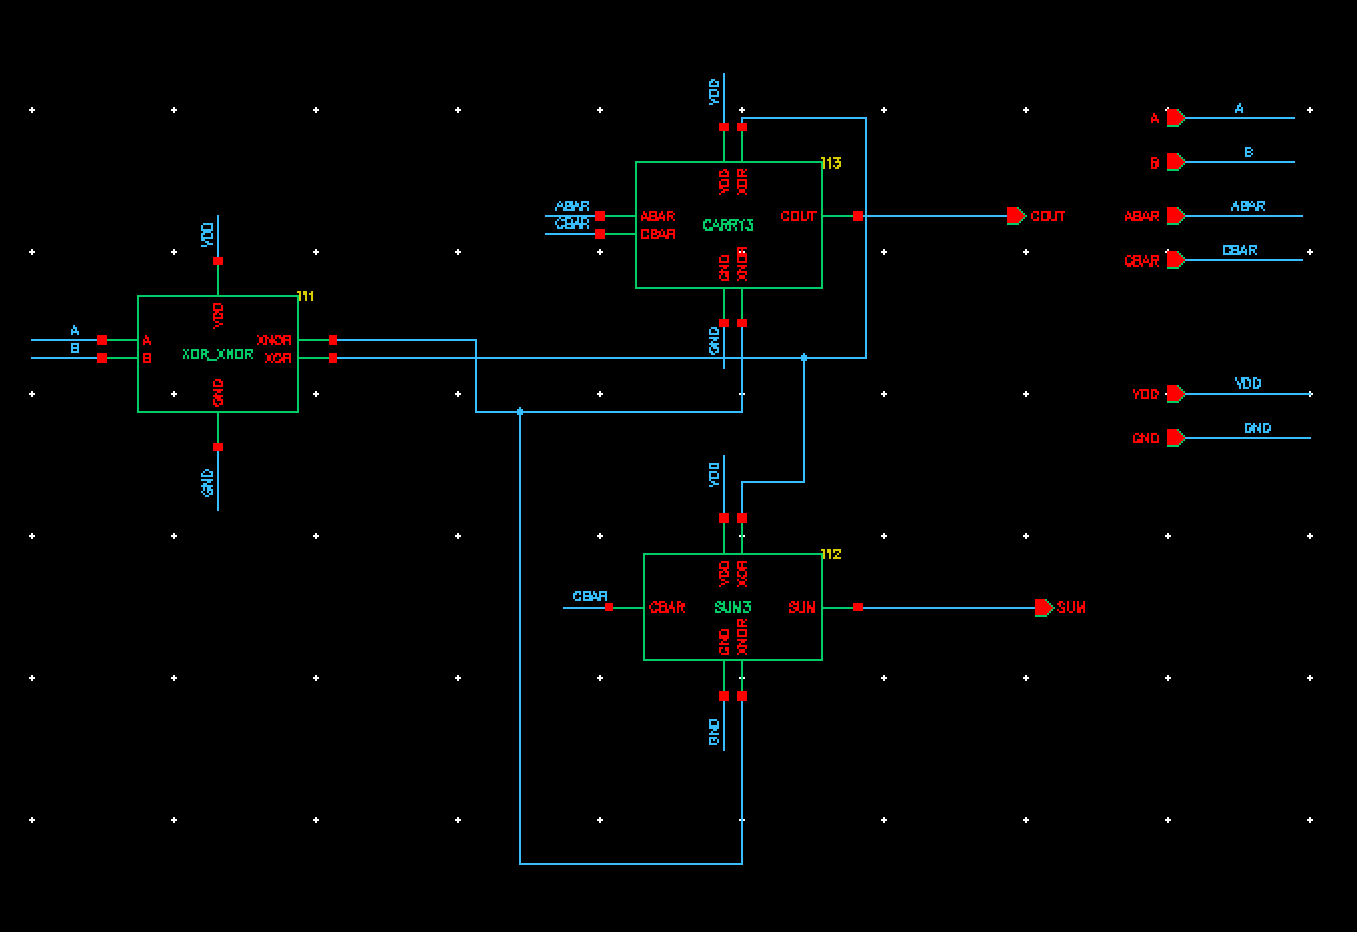 VDD
I13
VDD
XOR
ABAR
CBAR
ABAR
CBAR
CARRY3
COUT
COUT
GND
XNOR
GND
VDD
I11
A
B
A
B
VDD
XOR_XNOR
XNOR
XOR
GND
GND
VDD
I12
VDD
XOR
CBAR
CBAR
SUM3
SUM
SUM
GND
XNOR
GND
A
A
B
B
ABAR
ABAR
CBAR
CBAR
VDD
VDD
GND
GND